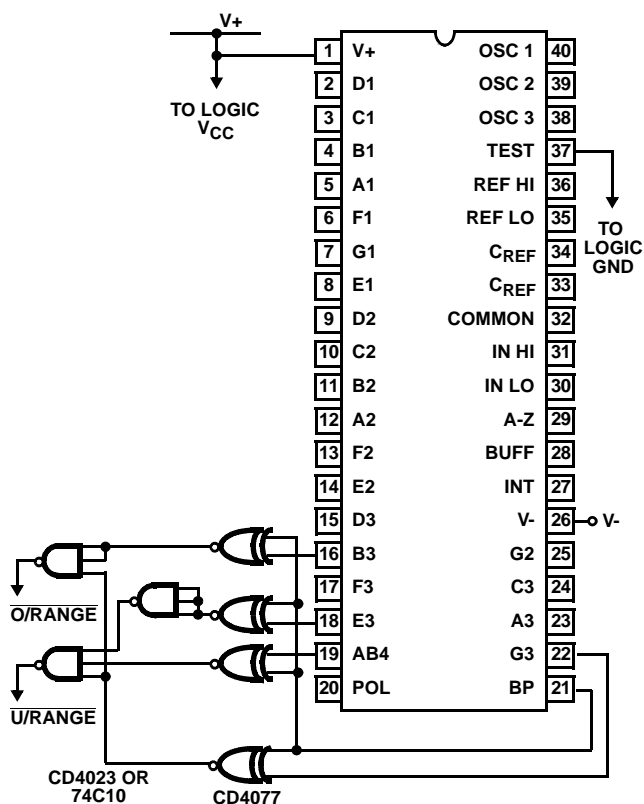 V+
1 V+ OSC 1 40
2 D1 OSC 2 39
TO LOGIC
VCC
3 C1 OSC 3 38
4 B1 TEST 37
5 A1 REF HI 36
6 F1 REF LO 35
TO
LOGIC
GND
7 G1 CREF 34
8 E1 CREF 33
9 D2 COMMON 32
10 C2 IN HI 31
11 B2 IN LO 30
12 A2 A-Z 29
13 F2 BUFF 28
14 E2 INT 27
15 D3 V- 26 V-
16 B3 G2 25
O/RANGE
17 F3 C3 24
18 E3 A3 23
19 AB4 G3 22
20 POL BP 21
U/RANGE
CD4023 OR
74C10
CD4077